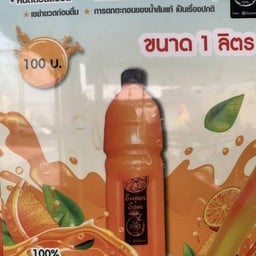 ★ เขย่าขวดก่อนดื่ม ★ การตกตะกอนของน้ำส้มแท้ เป็นเรื่องปกติ
ขนาด 1 ลิตร
100 บ.
Super
Som
100%